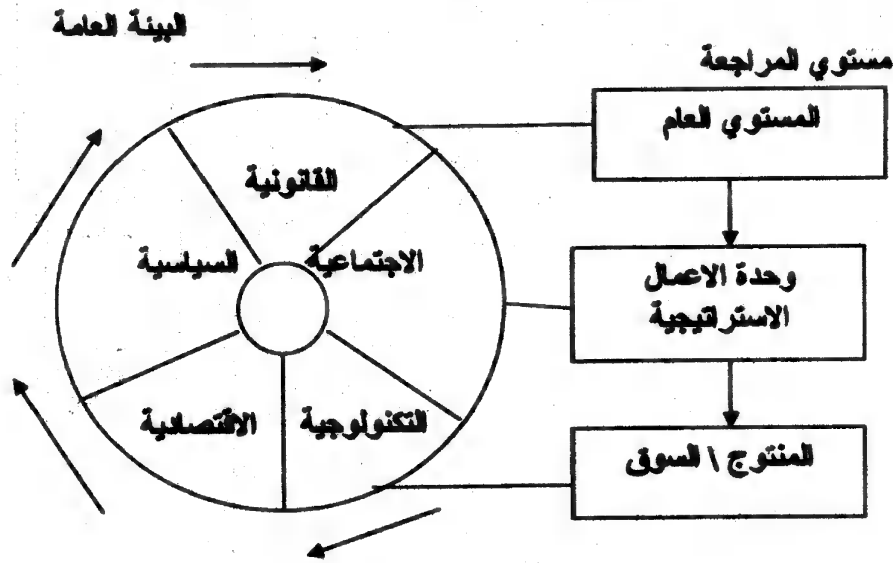 البيئة العامة
مستوي المراجعة
المستوي العام
القانونية
السياسية
الاجتماعية
وحدة الاعمال
الاستراتيجية
الاقتصادية
التكنولوجية
المنتوج \ السوق